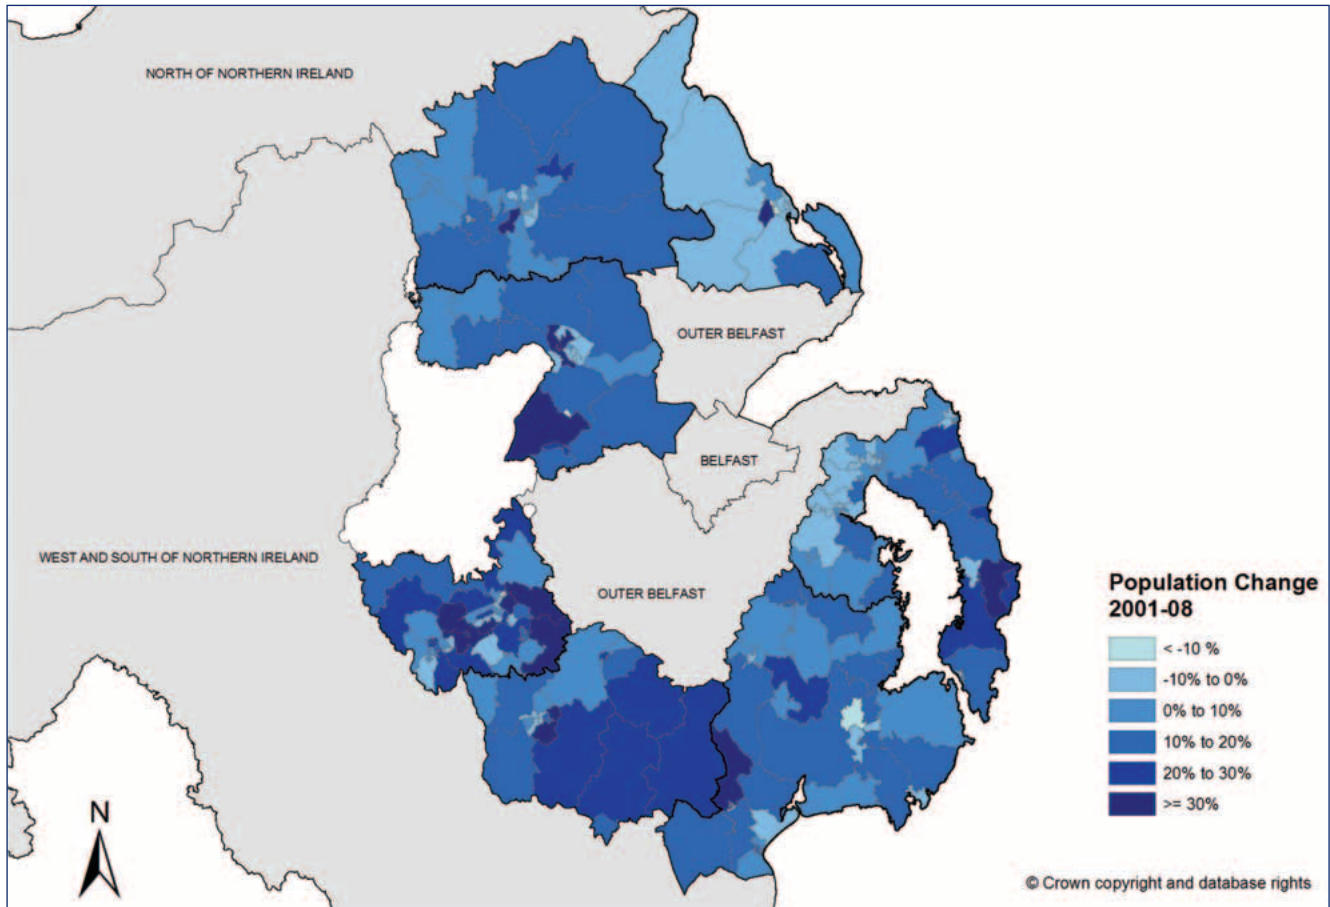 NORTH OF NORTHERN IRELAND
OUTER BELFAST
BELFAST
WEST AND SOUTH OF NORTHERN IRELAND
OUTER BELFAST
Population Change
2001-08
< -10 %
-10% to 0%
0% to 10%
10% to 20%
20% to 30%
>= 30%
N
© Crown copyright and database rights